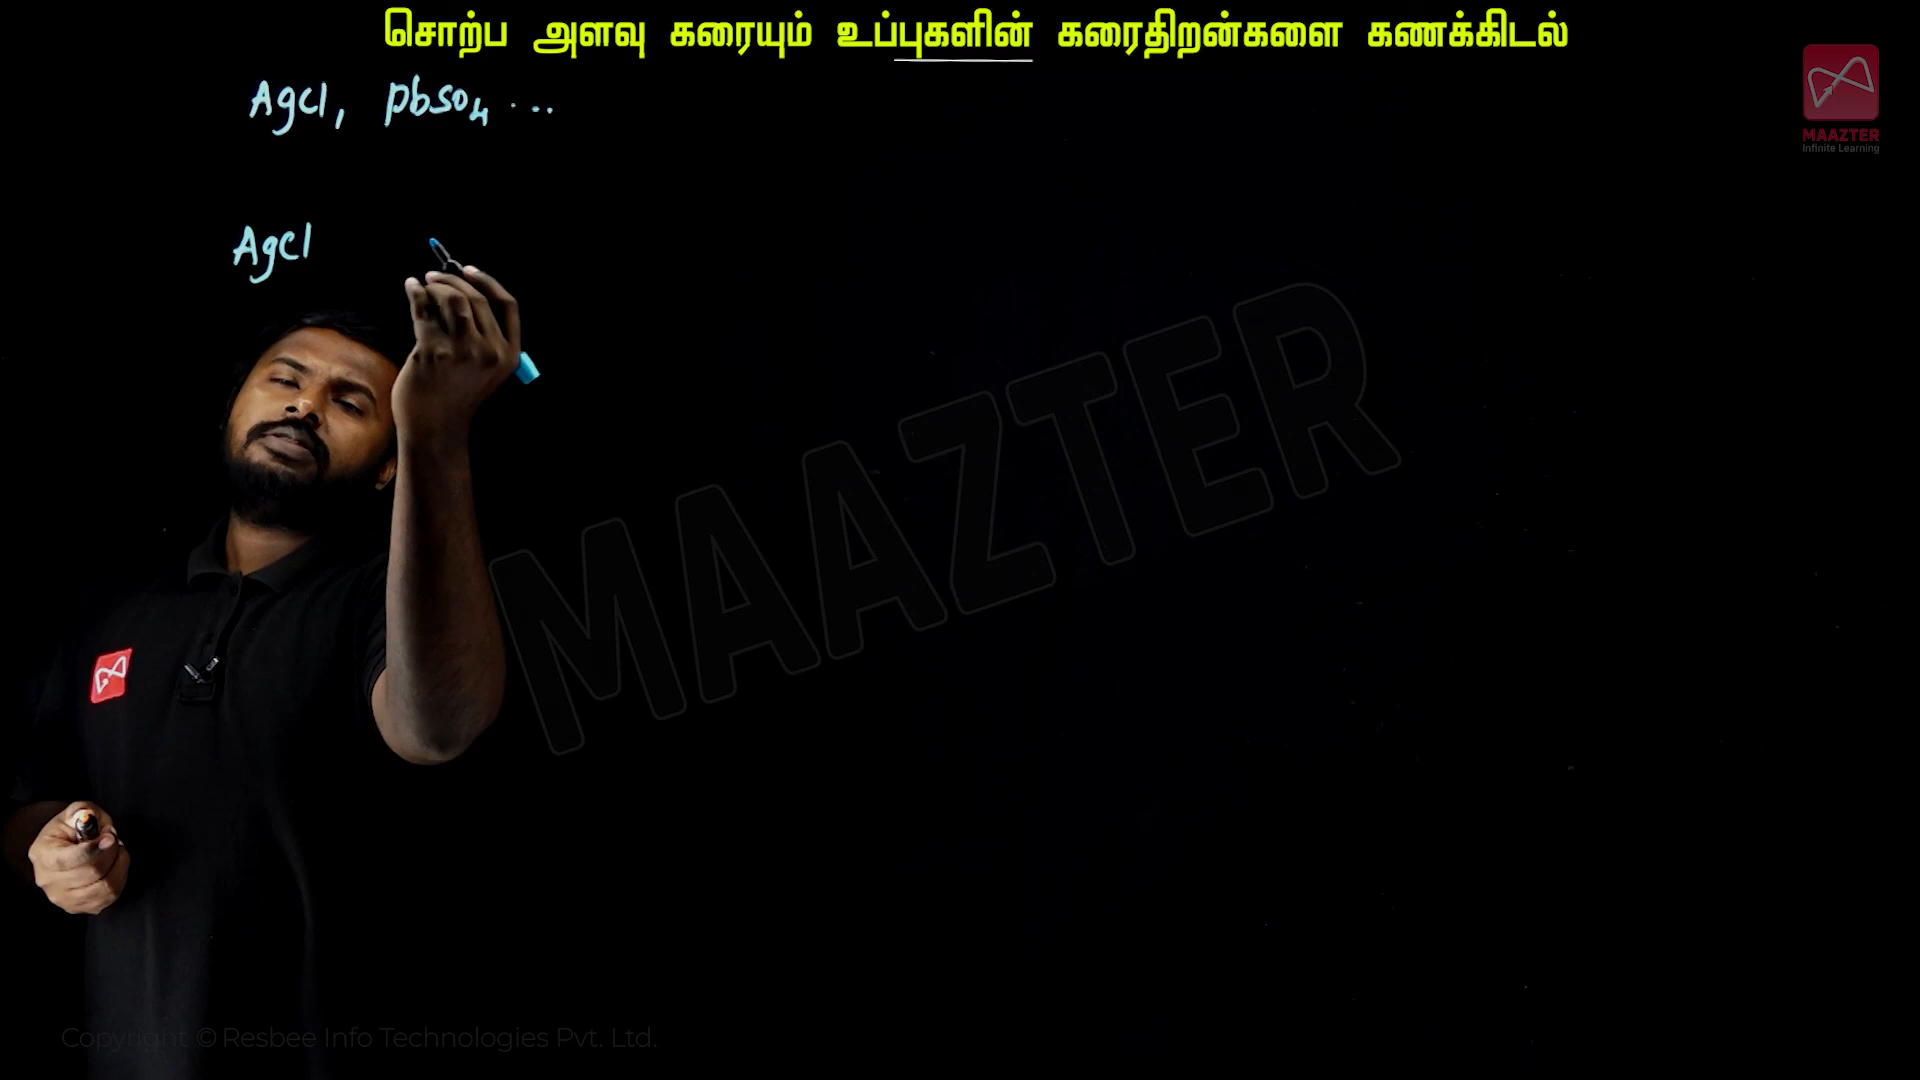 சொற்ப அளவு கரையும் உப்புகளின் கரைதிறன்களை கணக்கிடல்
Agcl, pbso4 ...
MAAZTER
Infinite Learning
Agcl
MAAZTER
Copyright © Resbee Info Technologies Pvt. Ltd.